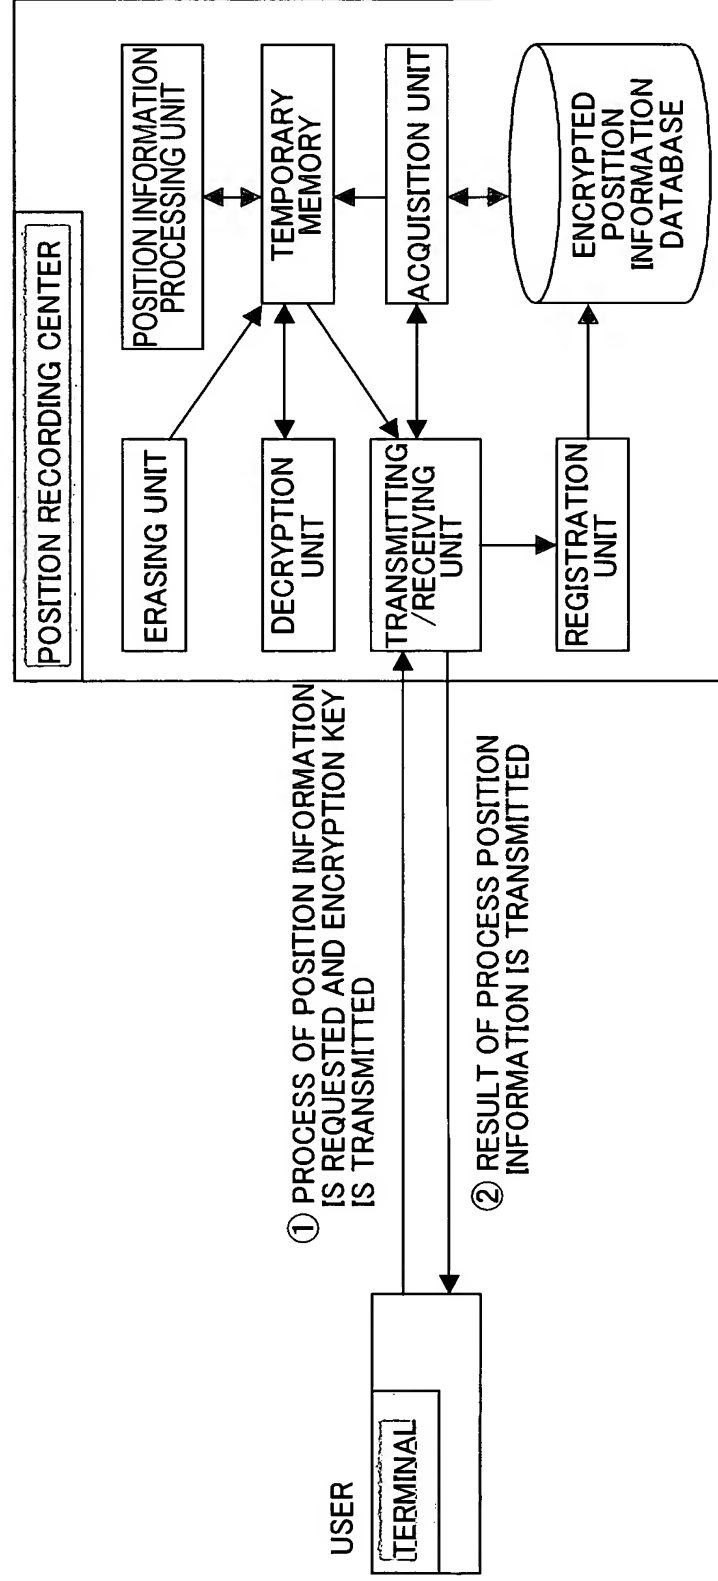 POSITION RECORDING CENTER
ERASING UNIT
POSITION INFORMATION
PROCESSING UNIT
DECRYPTION
UNIT
TEMPORARY
MEMORY
TRANSMITTING
/RECEIVING
UNIT
ACQUISITION UNIT
REGISTRATION
UNIT
ENCRYPTED
POSITION
INFORMATION
DATABASE
① PROCESS OF POSITION INFORMATION
IS REQUESTED AND ENCRYPTION KEY
IS TRANSMITTED
② RESULT OF PROCESS POSITION
INFORMATION IS TRANSMITTED
USER
TERMINAL